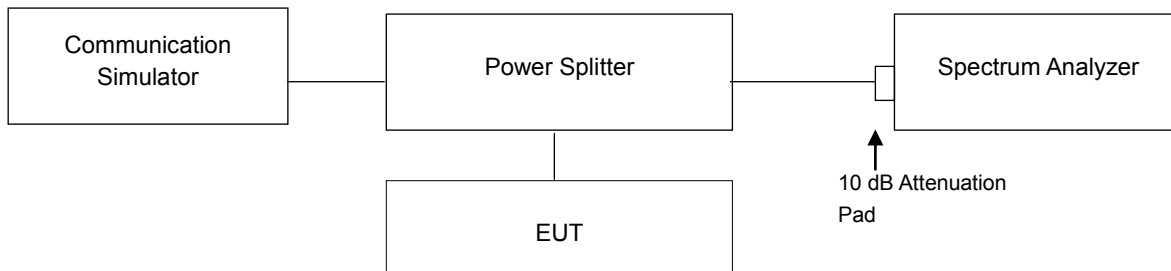 Communication
Simulator
Power Splitter
Spectrum Analyzer
10 dB Attenuation
Pad
EUT